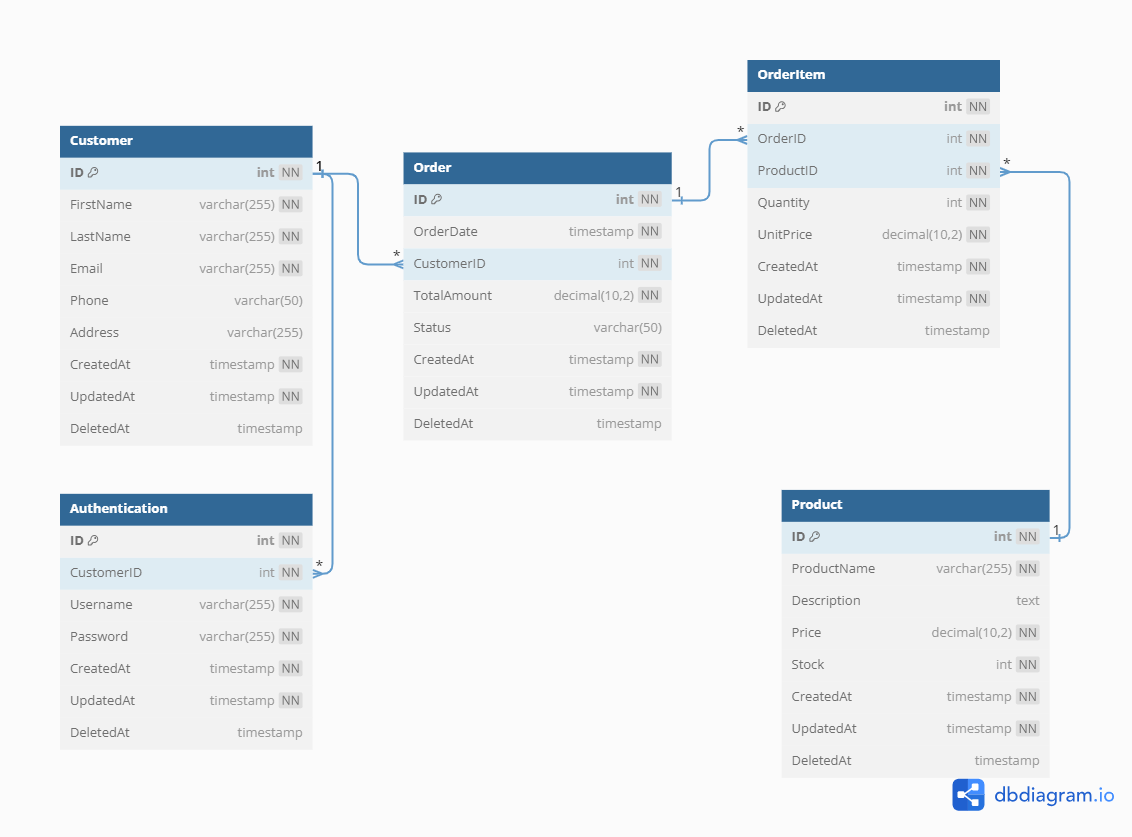 Customer
ID int NN
FirstName varchar(255) NN
LastName varchar(255) NN
Email varchar(255) NN
Phone varchar(50)
Address varchar(255)
CreatedAt timestamp NN
UpdatedAt timestamp NN
DeletedAt timestamp
1
*
Authentication
ID int NN
CustomerID int NN
Username varchar(255) NN
Password varchar(255) NN
CreatedAt timestamp NN
UpdatedAt timestamp NN
DeletedAt timestamp
*
Order
ID int NN
OrderDate timestamp NN
CustomerID int NN
TotalAmount decimal(10,2) NN
Status varchar(50)
CreatedAt timestamp NN
UpdatedAt timestamp NN
DeletedAt timestamp
1
*
OrderItem
ID int NN
OrderID int NN
ProductID int NN
Quantity int NN
UnitPrice decimal(10,2) NN
CreatedAt timestamp NN
UpdatedAt timestamp NN
DeletedAt timestamp
*
Product
ID int NN
ProductName varchar(255) NN
Description text
Price decimal(10,2) NN
Stock int NN
CreatedAt timestamp NN
UpdatedAt timestamp NN
DeletedAt timestamp
1
dbdiagram.io